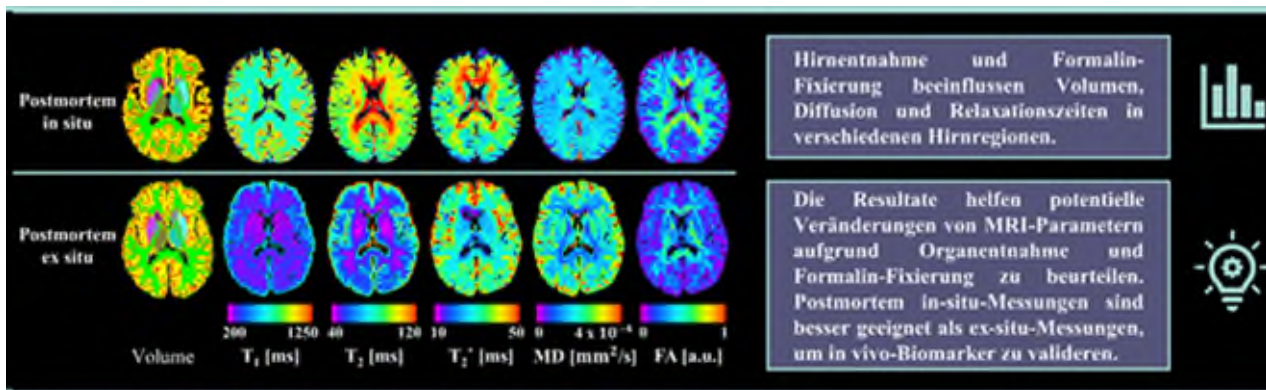 Postmortem
in situ
Hirnentnahme und Formalin-
Fixierung beeinflussen Volumen,
Diffusion und Relaxationszeiten in
verschiedenen Hirnregionen.
Postmortem
ex situ
Die Resultate helfen potentielle
Veränderungen von MRI-Parametern
aufgrund Organentnahme und
Formalin-Fixierung zu beurteilen.
Postmortem in-situ-Messungen sind
besser geeignet als ex-situ-Messungen,
um in vivo-Biomarker zu valideren.
200 1250 40 120 10 50 0 4 x 10⁻⁴ 0 1
Volume T₁ [ms] T₂ [ms] T₂* [ms] MD [mm²/s] FA [a.u.]